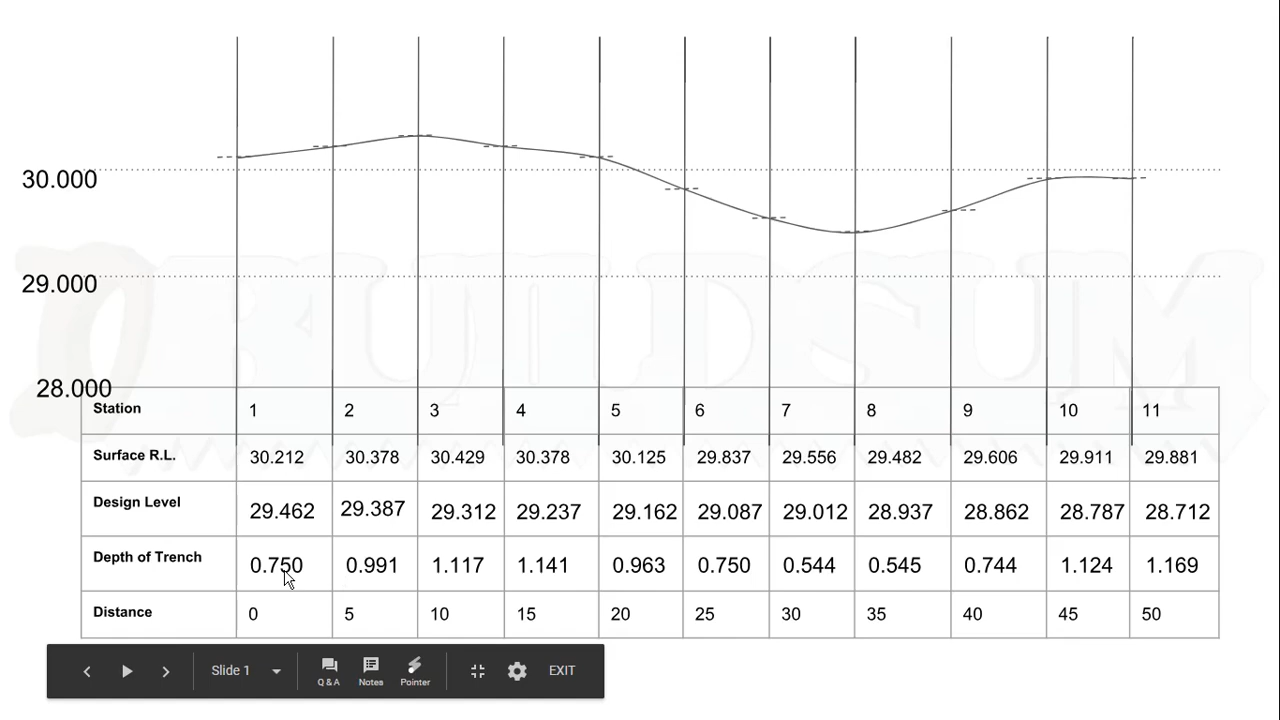 30.000
29.000
28.000
Station 1 2 3 4 5 6 7 8 9 10 11
Surface R.L. 30.212 30.378 30.429 30.378 30.125 29.837 29.556 29.482 29.606 29.911 29.881
Design Level 29.462 29.387 29.312 29.237 29.162 29.087 29.012 28.937 28.862 28.787 28.712
Depth of Trench 0.750 0.991 1.117 1.141 0.963 0.750 0.544 0.545 0.744 1.124 1.169
Distance 0 5 10 15 20 25 30 35 40 45 50
Slide 1 Q & A Notes Pointer EXIT